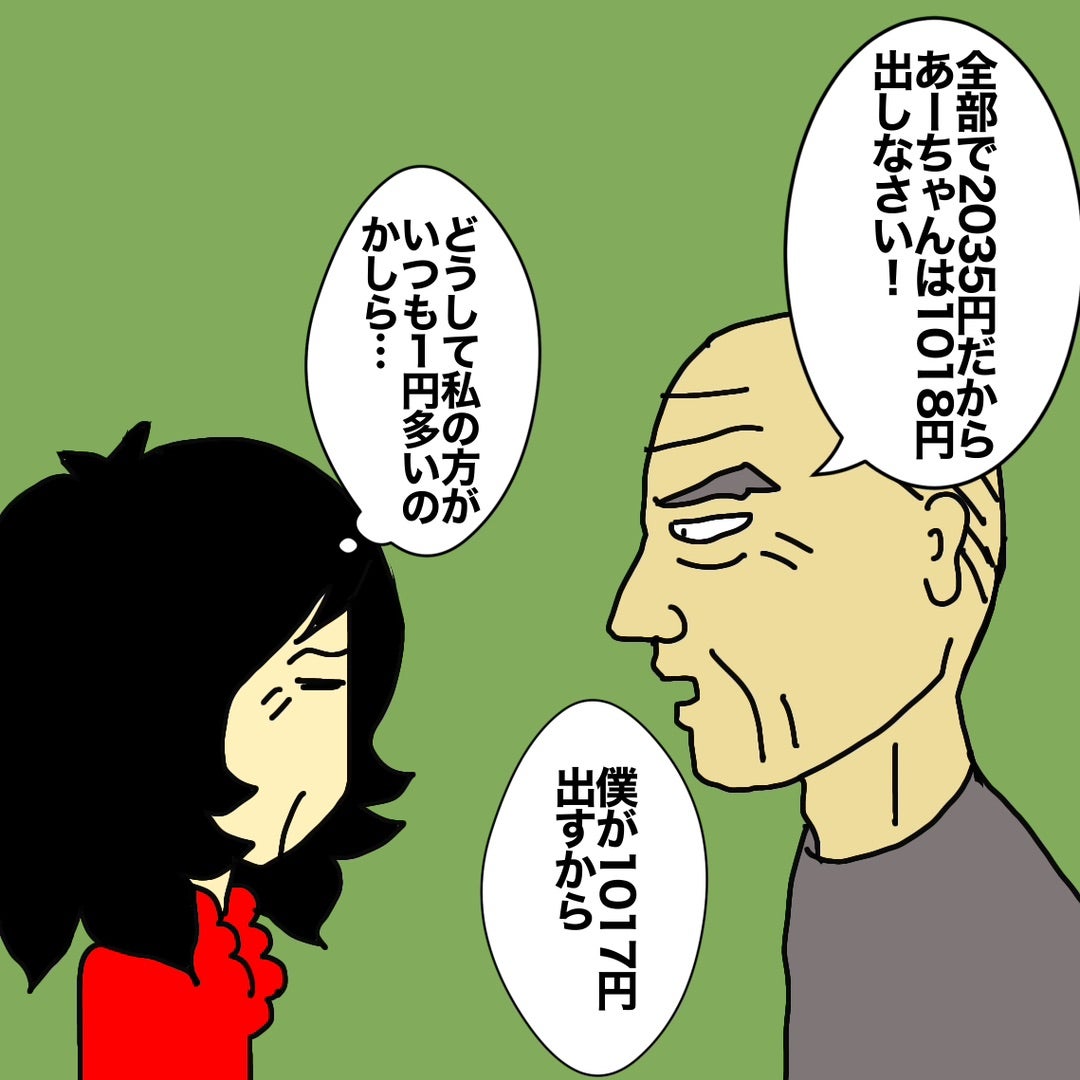 全部で2035円だから
あーちゃんは1018円
出しなさい！
どうして私の方が
いつも１円多いの
かしら…
僕が1017円
出すから